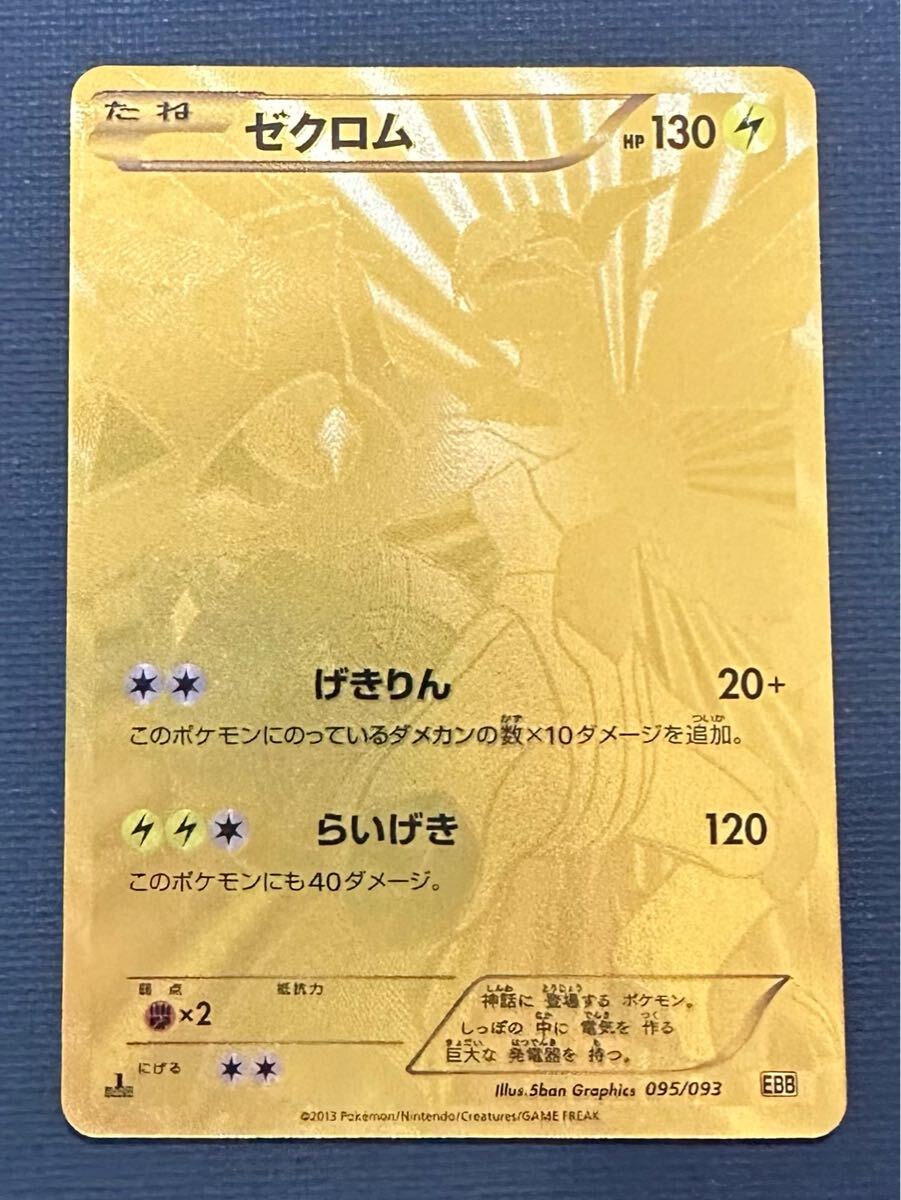 たね ゼクロム HP 130
げきりん 20+
このポケモンにのっているダメカンの数×10ダメージを追加。
らいげき 120
このポケモンにも40ダメージ。
弱点 抵抗力
×2
にげる
神話に 登場する ポケモン。
しっぽの 中に 電気を 作る
巨大な 発電器を 持つ。
Illus. 5ban Graphics 095/093 EBB
©2013 Pokémon/Nintendo/Creatures/GAME FREAK